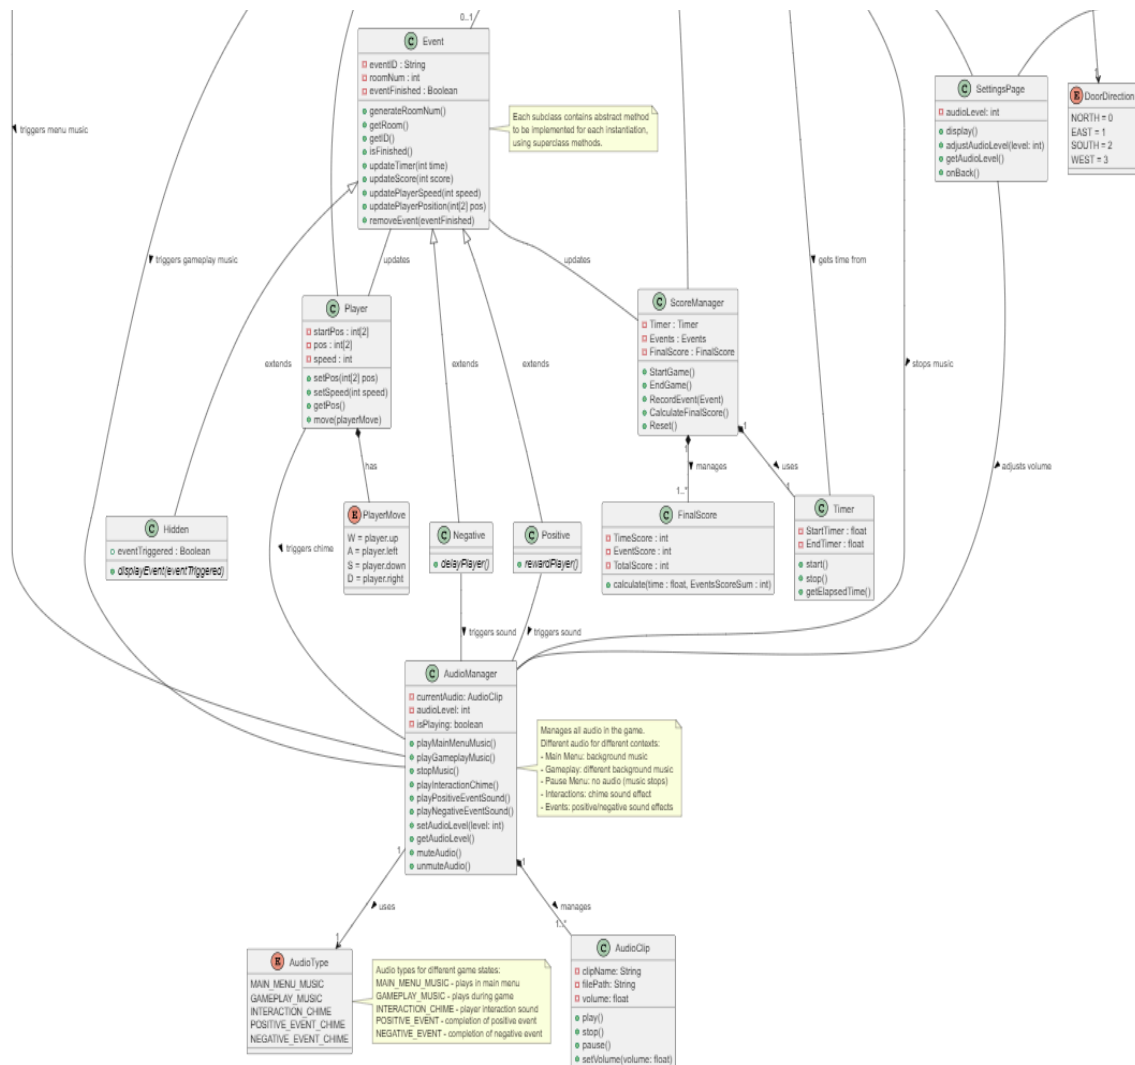 0..1
C Event
eventID : String
roomNum : int
eventFinished : Boolean
generateRoomNum()
getRoom()
getID()
isFinished()
updateTimer(int time)
updateScore(int score)
updatePlayerSpeed(int speed)
updatePlayerPosition(int[2] pos)
removeEvent(eventFinished)
Each subclass contains abstract method
to be implemented for each instantiation,
using superclass methods.
C SettingsPage
audioLevel: int
display()
adjustAudioLevel(level: int)
getAudioLevel()
onBack()
1
E DoorDirection
NORTH = 0
EAST = 1
SOUTH = 2
WEST = 3
triggers menu music
triggers gameplay music
updates
updates
gets time from
C Player
startPos : int[2]
pos : int[2]
speed : int
setPos(int[2] pos)
setSpeed(int speed)
getPos()
move(playerMove)
C ScoreManager
Timer : Timer
Events : Events
FinalScore : FinalScore
StartGame()
EndGame()
RecordEvent(Event)
CalculateFinalScore()
Reset()
extends
extends
extends
stops music
has
1
manages
1..*
1
uses
1
adjusts volume
C Hidden
eventTriggered : Boolean
displayEvent(eventTriggered)
triggers chime
E PlayerMove
W = player.up
A = player.left
S = player.down
D = player.right
C Negative
delayPlayer()
C Positive
rewardPlayer()
C FinalScore
TimeScore : int
EventScore : int
TotalScore : int
calculate(time : float, EventsScoreSum : int)
C Timer
StartTimer : float
EndTimer : float
start()
stop()
getElapsedTime()
triggers sound
triggers sound
C AudioManager
currentAudio: AudioClip
audioLevel: int
isPlaying: boolean
playMainMenuMusic()
playGameplayMusic()
stopMusic()
playInteractionChime()
playPositiveEventSound()
playNegativeEventSound()
setAudioLevel(level: int)
getAudioLevel()
muteAudio()
unmuteAudio()
Manages all audio in the game.
Different audio for different contexts:
- Main Menu: background music
- Gameplay: different background music
- Pause Menu: no audio (music stops)
- Interactions: chime sound effect
- Events: positive/negative sound effects
1
uses
1
1
manages
1..*
E AudioType
MAIN_MENU_MUSIC
GAMEPLAY_MUSIC
INTERACTION_CHIME
POSITIVE_EVENT_CHIME
NEGATIVE_EVENT_CHIME
Audio types for different game states:
MAIN_MENU_MUSIC - plays in main menu
GAMEPLAY_MUSIC - plays during game
INTERACTION_CHIME - player interaction sound
POSITIVE_EVENT - completion of positive event
NEGATIVE_EVENT - completion of negative event
C AudioClip
clipName: String
filePath: String
volume: float
play()
stop()
pause()
setVolume(volume: float)